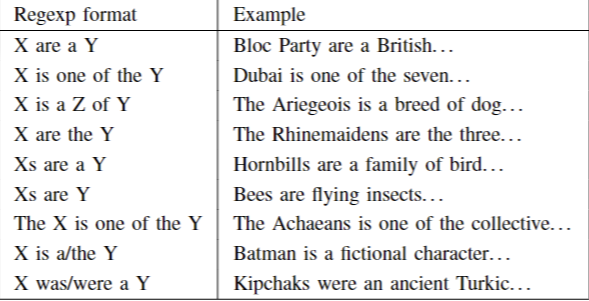 Regexp format Example
X are a Y Bloc Party are a British...
X is one of the Y Dubai is one of the seven...
X is a Z of Y The Ariegeois is a breed of dog...
X are the Y The Rhinemaidens are the three...
Xs are a Y Hornbills are a family of bird...
Xs are Y Bees are flying insects...
The X is one of the Y The Achaeans is one of the collective...
X is a/the Y Batman is a fictional character...
X was/were a Y Kipchaks were an ancient Turkic...